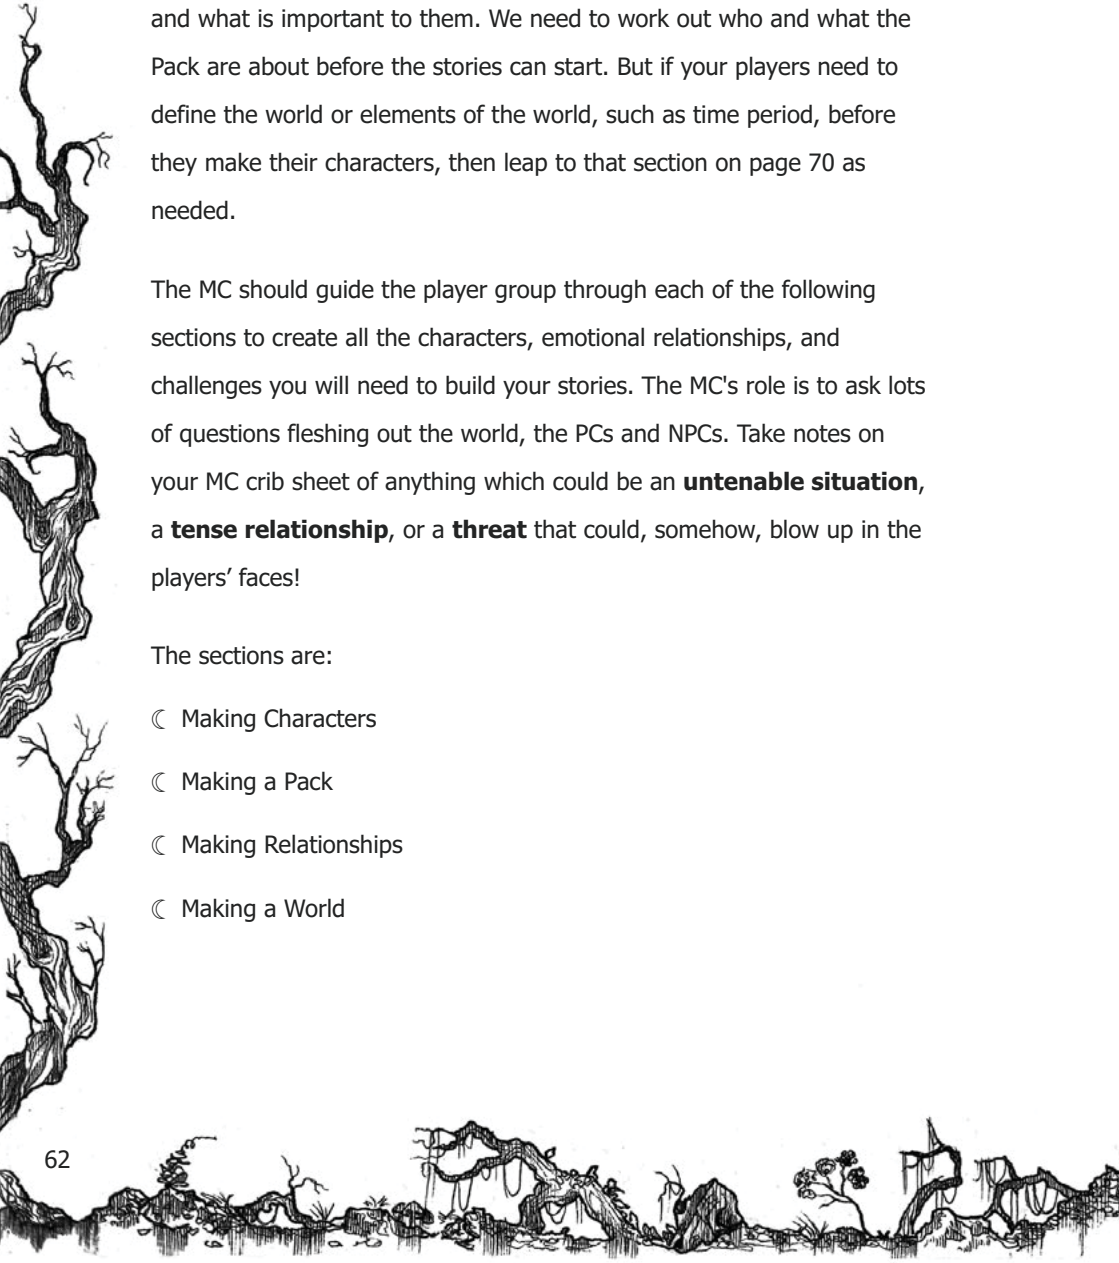 and what is important to them. We need to work out who and what the
Pack are about before the stories can start. But if your players need to
define the world or elements of the world, such as time period, before
they make their characters, then leap to that section on page 70 as
needed.
The MC should guide the player group through each of the following
sections to create all the characters, emotional relationships, and
challenges you will need to build your stories. The MC's role is to ask lots
of questions fleshing out the world, the PCs and NPCs. Take notes on
your MC crib sheet of anything which could be an untenable situation,
a tense relationship, or a threat that could, somehow, blow up in the
players’ faces!
The sections are:
☾ Making Characters
☾ Making a Pack
☾ Making Relationships
☾ Making a World
62